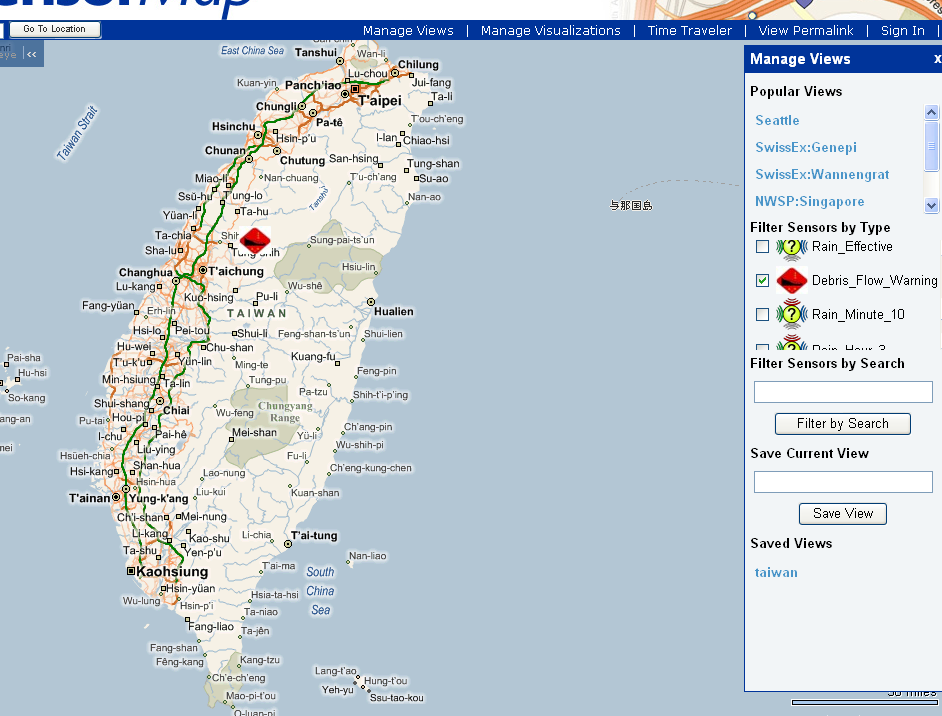 Go To Location
Manage Views | Manage Visualizations | Time Traveler | View Permalink | Sign In |
<<
East China Sea
Tanshui
Wan-li
Chilung
Lu-chou
Jui-fang
Kuan-yin
Panch'iao
Ta-li
T'aipei
Chungli
Pa-tê
T'ou-ch'eng
Taiwan Strait
Hsinchu
Hsin-p'u
I-lan
Chiao-hsi
Chunan
Chutung
San-hsing
Tung-shan
Miao-li
Nan-chuang
T'u-ch'ang
Su-ao
Ssū-hu
Tung-lo
Tanshui
Nan-ao
Yüan-li
Ta-hu
与那国島
Ta-chia
Shih
Sung-pai-ts'un
Sha-lu
Tung-shih
Changhua
T'aichung
Hsiu-lin
Lu-kang
Wu-shê
Kuo-hsing
Pu-li
Fang-yüan
Erh-lin
TAIWAN
Hualien
Hsi-lo
Pei-tou
Shui-li
Feng-shan-ts'un
Shui-lien
Hu-wei
Chu-shan
Kuang-fu
Pai-sha
T'u-k'u
Yün-lin
Ming-te
Hu-hsi
Min-hsiung
Ta-lin
Tung-pu
Feng-pin
So-kang
Shui-shang
Chiai
Pa-tzu
Shih-t'i-p'ing
Chungyang
Range
Hou-pi
Wu-feng
Pu-tai
I-chu
Pai-hê
Mei-shan
Yü-li
Ch'ang-pin
Liu-ying
Wu-shih-pi
Hsüeh-chia
Fu-li
Hsi-kang
Shan-hua
Lao-nung
Ch'eng-kung-chen
Hsin-hua
T'ainan
Yung-k'ang
Liu-kui
Kuan-shan
Ch'i-shan
Mei-nung
Li-kang
Kao-shu
Li-chia
T'ai-tung
Ta-shu
Yen-p'u
Nan-liao
Kaohsiung
T'ai-ma
South
China
Sea
Hsin-yüan
Wu-lung
Hsin-p'i
Hsia-ta-hsi
Ta-niao
Fang-liao
Ta-jên
Fang-shan
Fêng-kang
Kang-tzu
Ch'e-ch'eng
Lang-t'ao
Hung-t'ou
Yeh-yu
Ssu-tao-kou
Mao-pi-t'ou
O-luan-pi
Manage Views x
Popular Views
Seattle
SwissEx:Genepi
SwissEx:Wannengrat
NWSP:Singapore
Filter Sensors by Type
Rain_Effective
Debris_Flow_Warning
Rain_Minute_10
Rain_Hour_3
Filter Sensors by Search
Filter by Search
Save Current View
Save View
Saved Views
taiwan